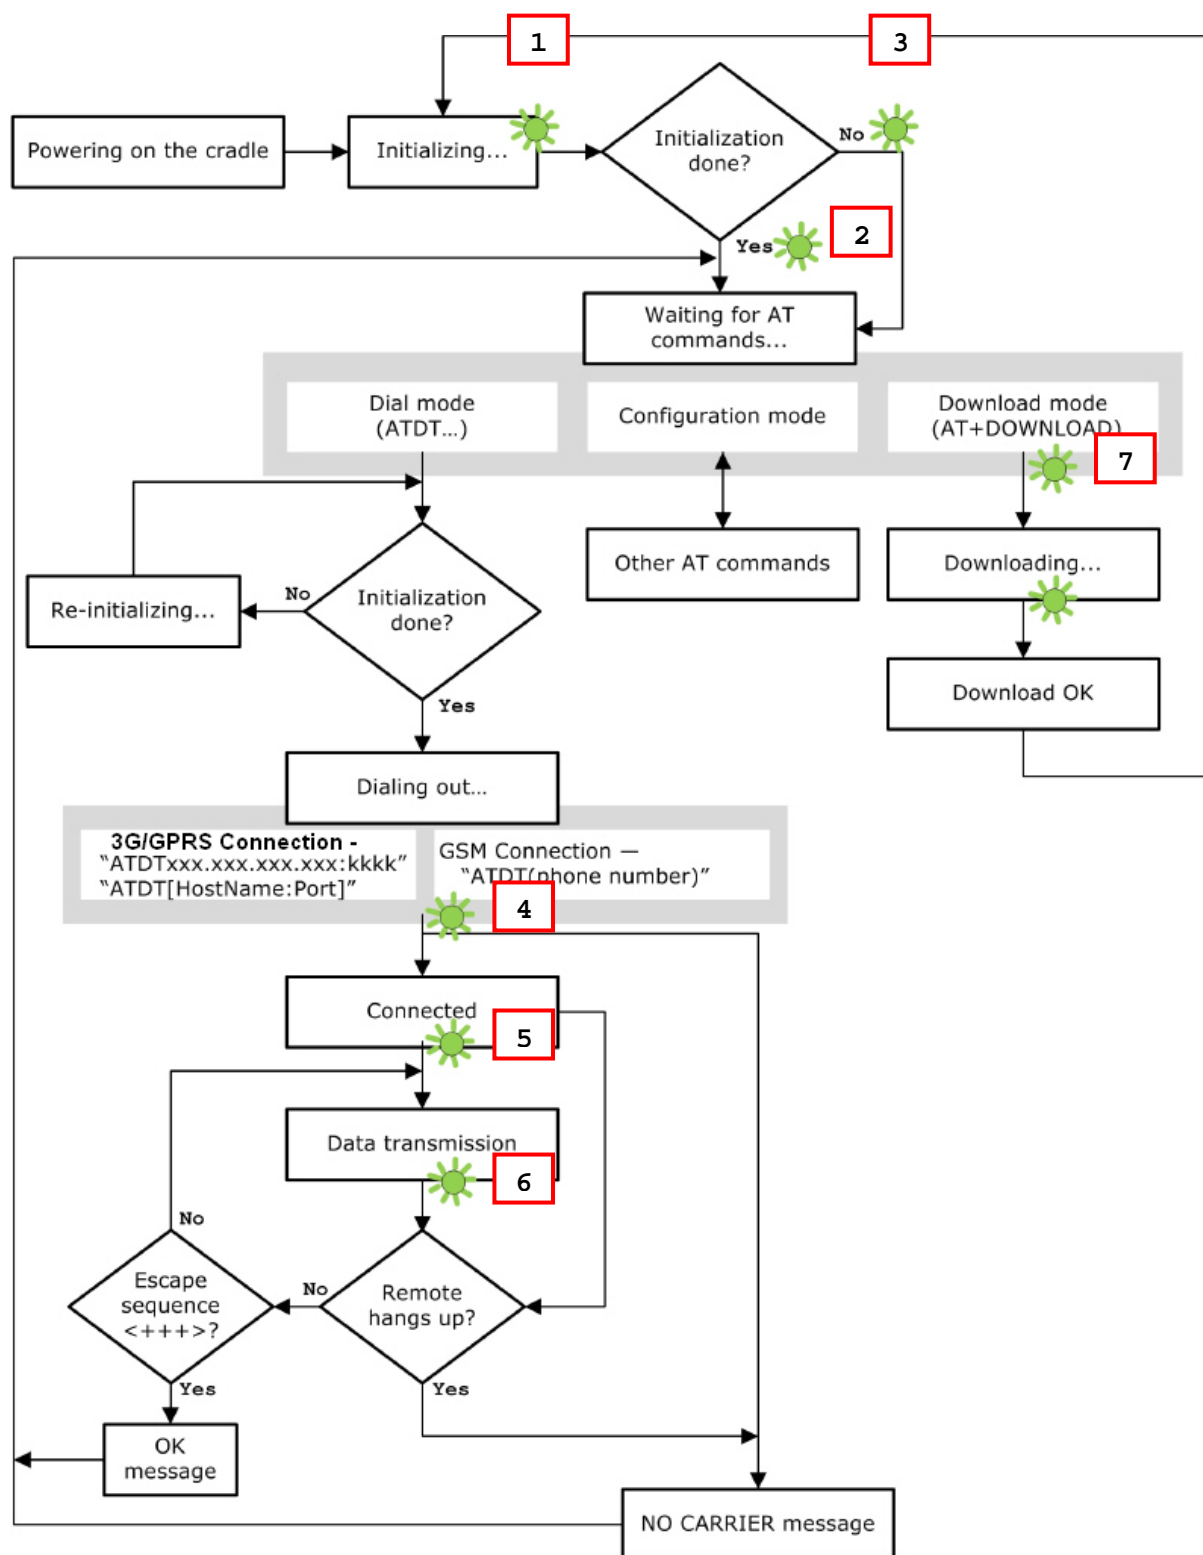 1
3
Powering on the cradle
Initializing...
Initialization
done?
No
Yes
2
Waiting for AT
commands...
Dial mode
(ATDT...)
Configuration mode
Download mode
(AT+DOWNLOAD)
7
Other AT commands
Downloading...
Re-initializing...
No
Initialization
done?
Yes
Download OK
Dialing out...
3G/GPRS Connection -
“ATDTxxx.xxx.xxx.xxx:kkkk”
“ATDT[HostName:Port]”
GSM Connection —
“ATDT(phone number)”
4
Connected
5
Data transmission
6
No
Escape
sequence
<+++>?
No
Remote
hangs up?
Yes
Yes
OK
message
NO CARRIER message